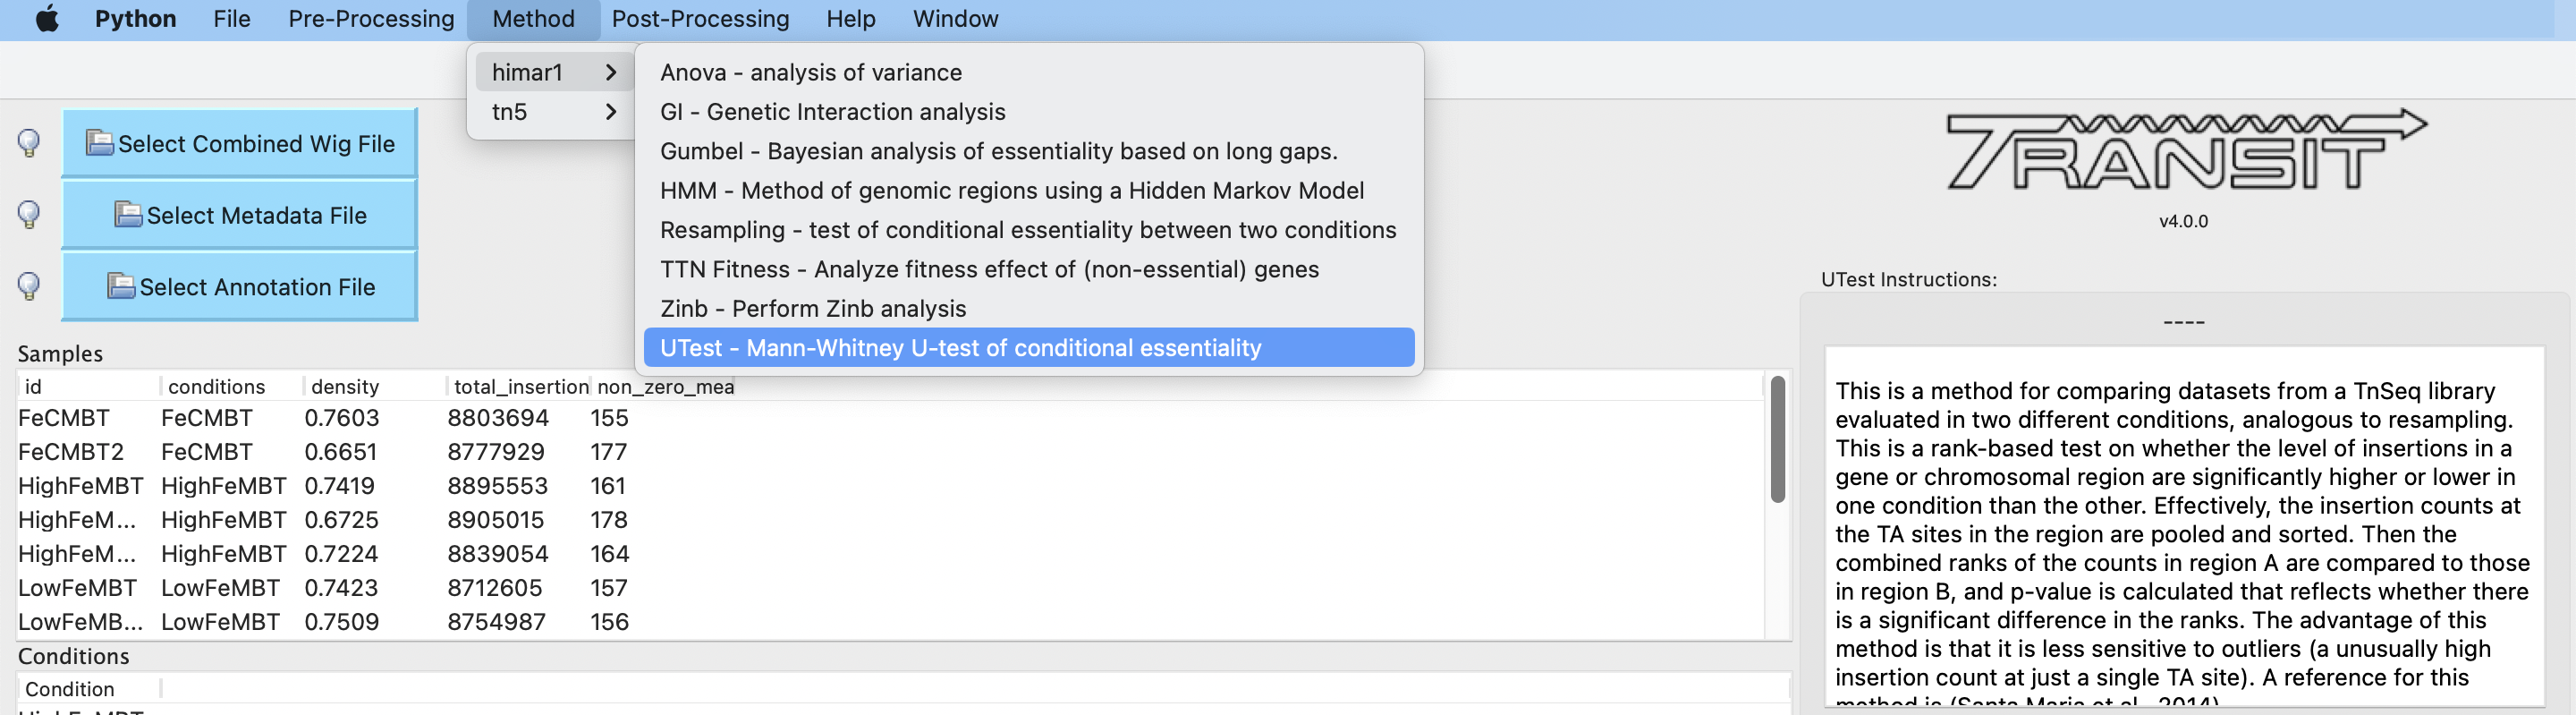 Python File Pre-Processing Method Post-Processing Help Window
himar1
tn5
Anova - analysis of variance
GI - Genetic Interaction analysis
Gumbel - Bayesian analysis of essentiality based on long gaps.
HMM - Method of genomic regions using a Hidden Markov Model
Resampling - test of conditional essentiality between two conditions
TTN Fitness - Analyze fitness effect of (non-essential) genes
Zinb - Perform Zinb analysis
UTest - Mann-Whitney U-test of conditional essentiality
Select Combined Wig File
Select Metadata File
Select Annotation File
TRANSIT
v4.0.0
Samples
id conditions density total_insertion non_zero_mea
FeCMBT FeCMBT 0.7603 8803694 155
FeCMBT2 FeCMBT 0.6651 8777929 177
HighFeMBT HighFeMBT 0.7419 8895553 161
HighFeM... HighFeMBT 0.6725 8905015 178
HighFeM... HighFeMBT 0.7224 8839054 164
LowFeMBT LowFeMBT 0.7423 8712605 157
LowFeMB... LowFeMBT 0.7509 8754987 156
Conditions
Condition
HighFeMBT
UTest Instructions:
----
This is a method for comparing datasets from a TnSeq library
evaluated in two different conditions, analogous to resampling.
This is a rank-based test on whether the level of insertions in a
gene or chromosomal region are significantly higher or lower in
one condition than the other. Effectively, the insertion counts at
the TA sites in the region are pooled and sorted. Then the
combined ranks of the counts in region A are compared to those
in region B, and p-value is calculated that reflects whether there
is a significant difference in the ranks. The advantage of this
method is that it is less sensitive to outliers (a unusually high
insertion count at just a single TA site). A reference for this
method is (Santa Maria et al., 2014)